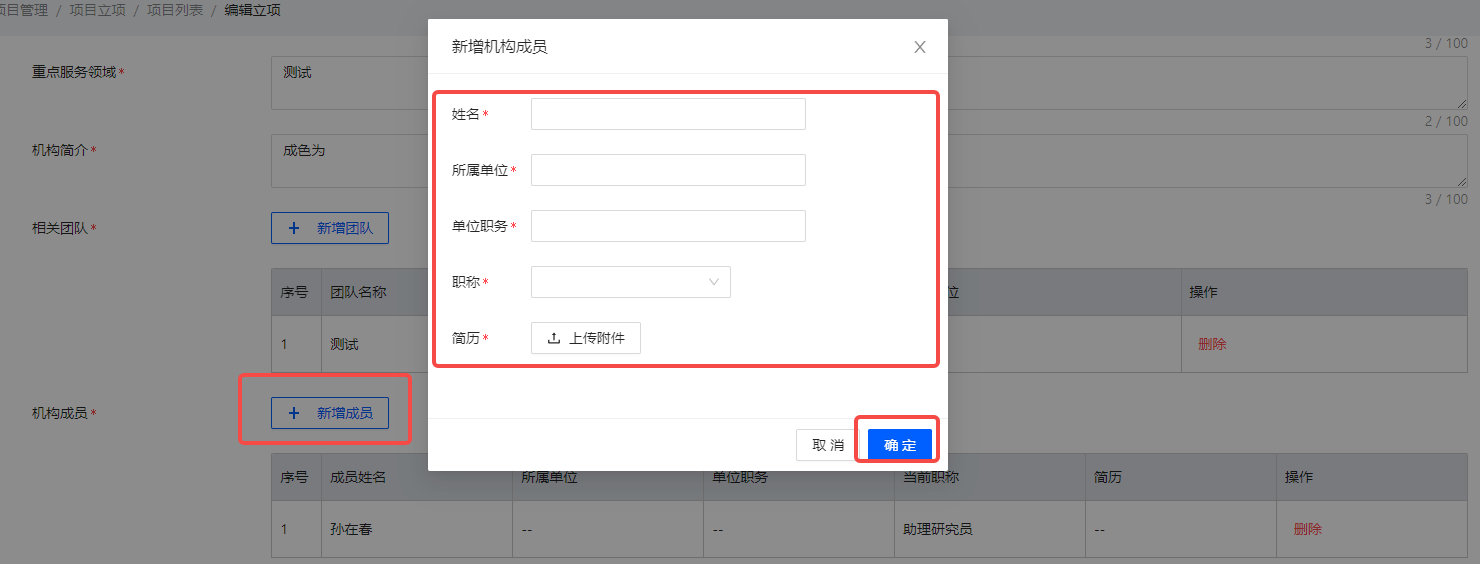 项目管理 / 项目立项 / 项目列表 / 编辑立项
3 / 100
重点服务领域*
测试
2 / 100
机构简介*
成色为
3 / 100
相关团队*
+ 新增团队
序号 团队名称 位 操作
1 测试 删除
机构成员*
+ 新增成员
序号 成员姓名 所属单位 单位职务 当前职称 简历 操作
1 孙在春 -- -- 助理研究员 -- 删除
新增机构成员
姓名*
所属单位*
单位职务*
职称*
简历* 上传附件
取消 确定